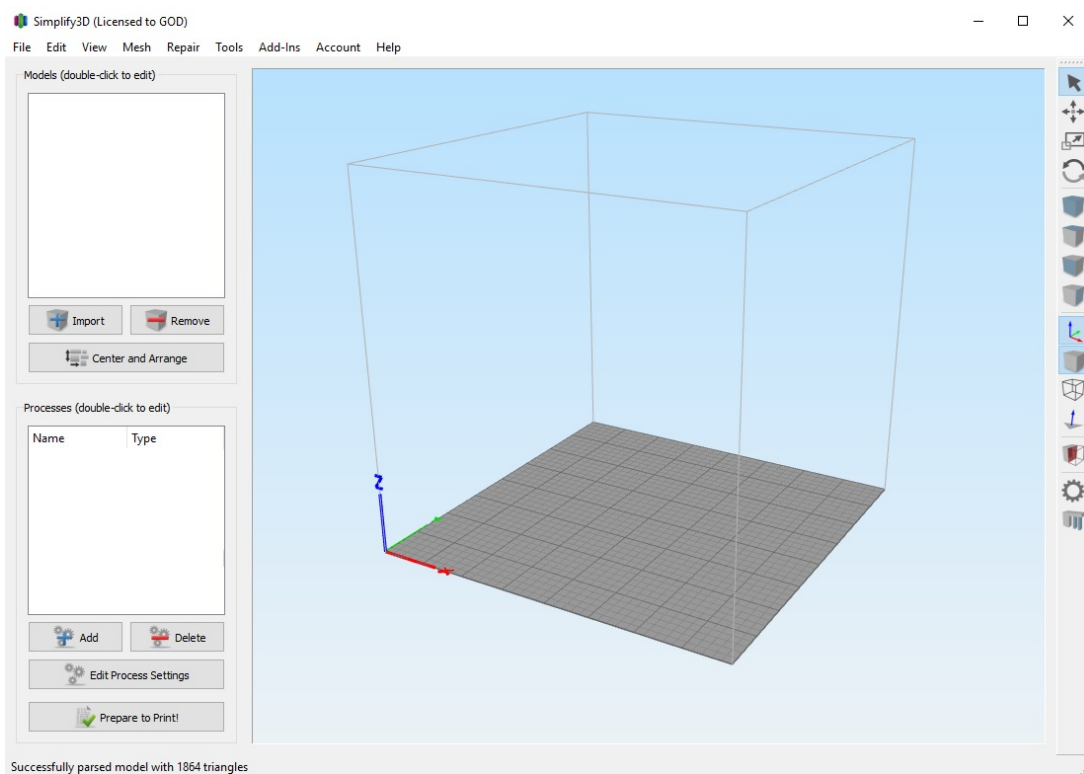 Simplify3D (Licensed to GOD)
File Edit View Mesh Repair Tools Add-Ins Account Help
Models (double-click to edit)
Import Remove
Center and Arrange
Processes (double-click to edit)
Name Type
Z
Add Delete
Edit Process Settings
Prepare to Print!
Successfully parsed model with 1864 triangles